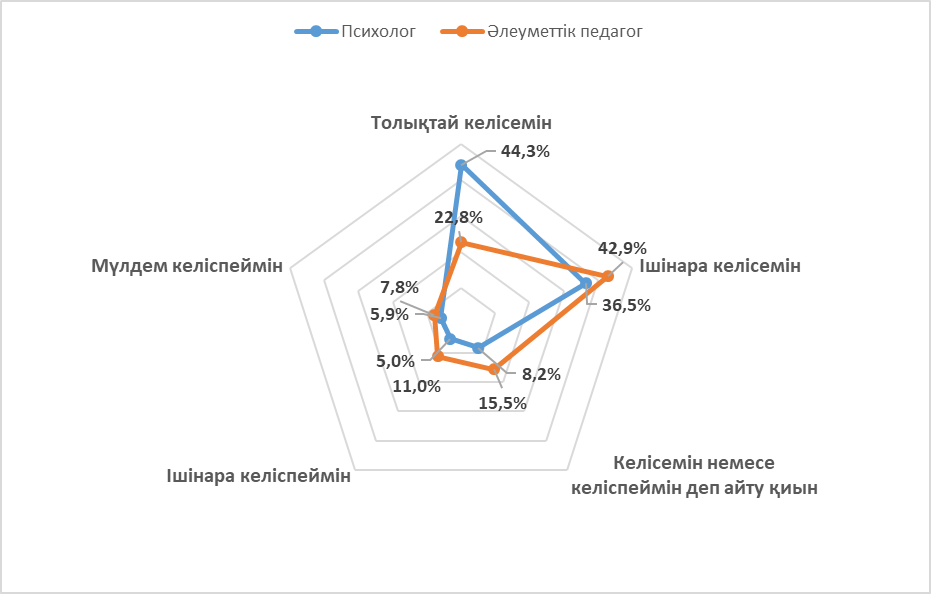 Психолог
Әлеуметтік педагог
Толықтай келісемін
44,3%
22,8%
42,9%
Ішінара келісемін
36,5%
Мүлдем келіспеймін
7,8%
5,9%
5,0%
11,0%
8,2%
15,5%
Ішінара келіспеймін
Келісемін немесе
келіспеймін деп айту қиын